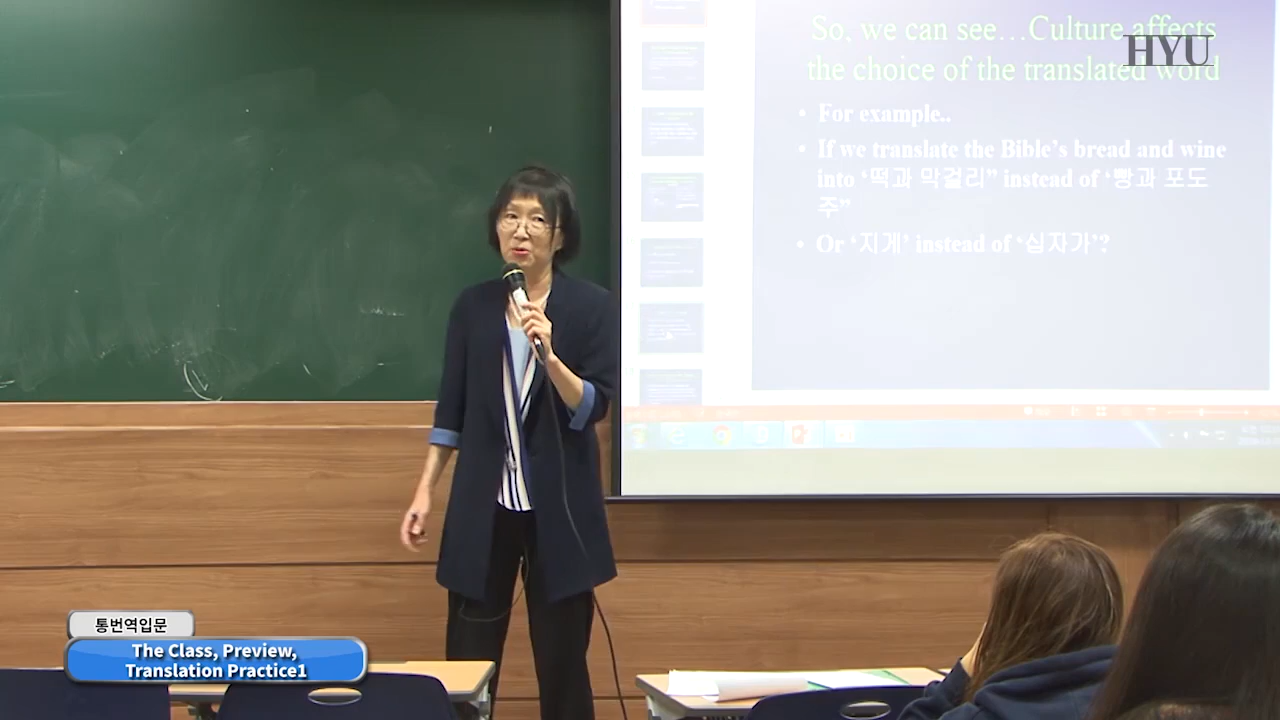 So, we can see…Culture affects
the choice of the translated word
HYU
• For example..
• If we translate the Bible's bread and wine
into ‘떡과 막걸리” instead of ‘빵과 포도
주”
• Or ‘지게’ instead of ‘십자가’?
통번역입문
The Class, Preview,
Translation Practice1